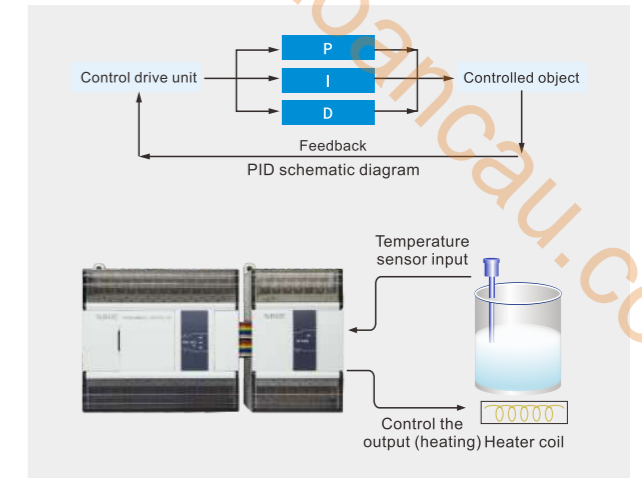 P
Control drive unit
I
Controlled object
D
Feedback
PID schematic diagram
Temperature
sensor input
Control the
output (heating)
Heater coil